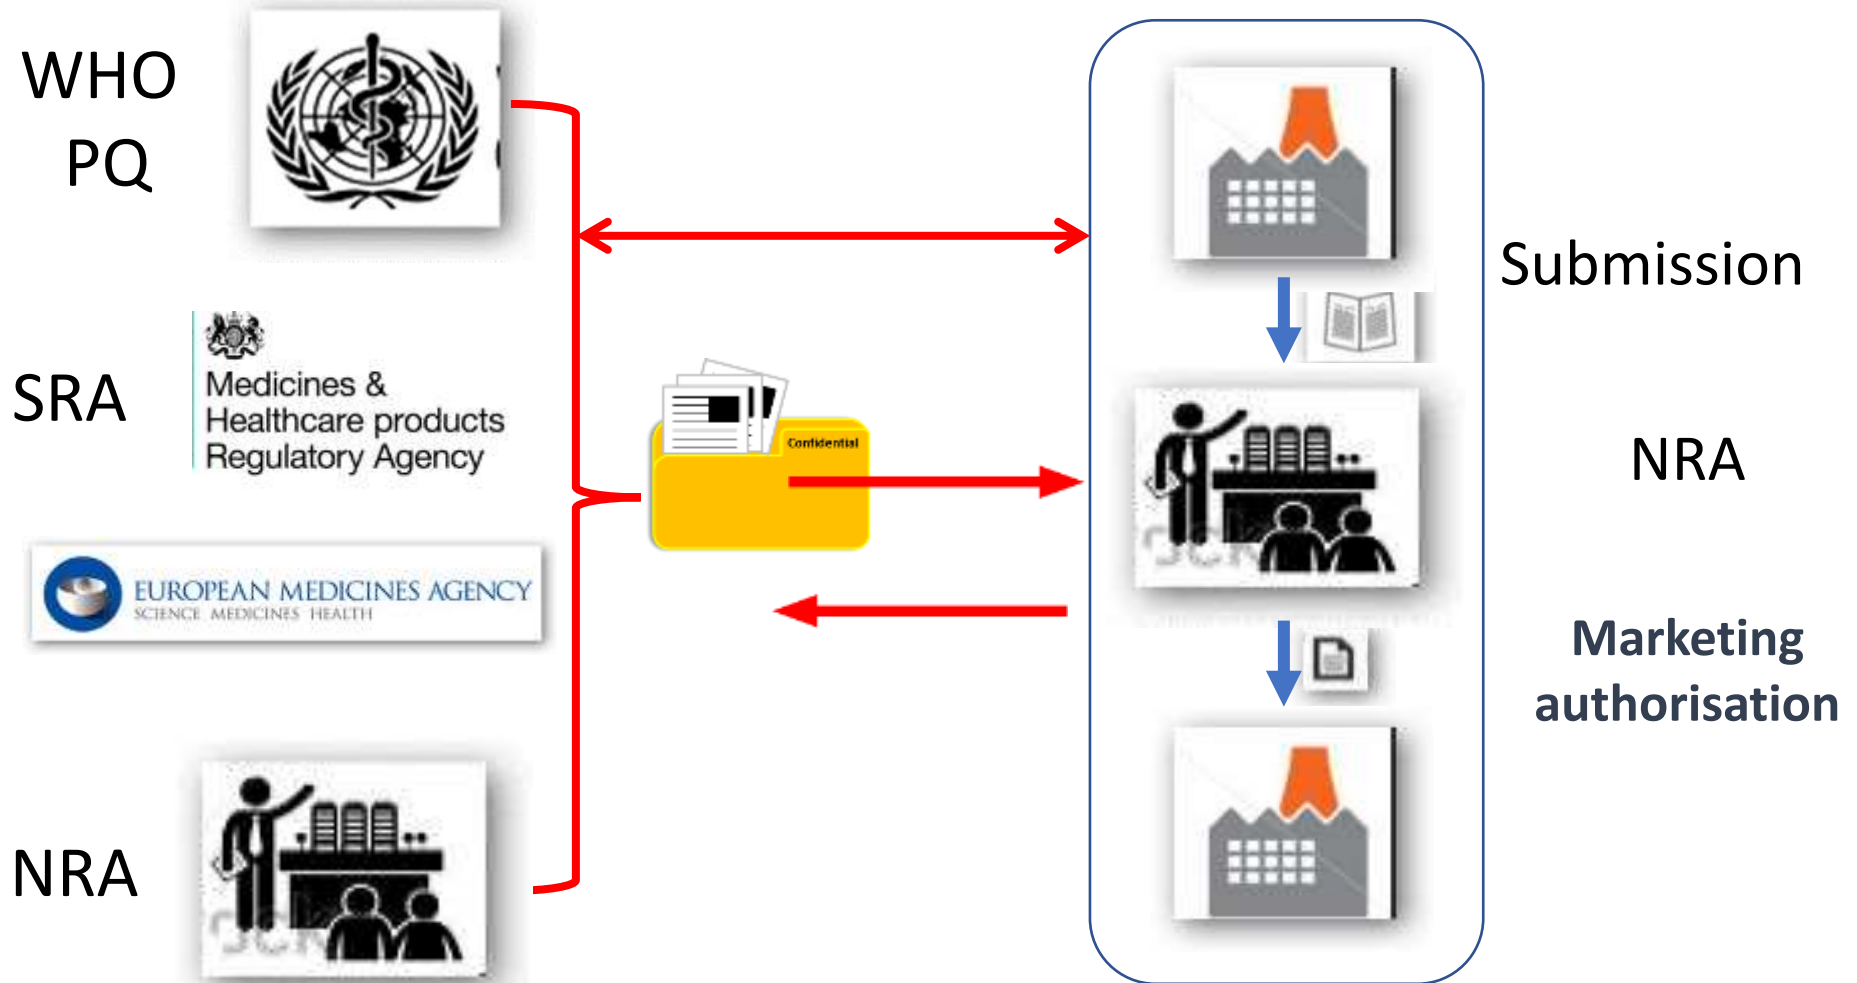 WHO
PQ
SRA
Medicines &
Healthcare products
Regulatory Agency
EUROPEAN MEDICINES AGENCY
SCIENCE MEDICINES HEALTH
NRA
Confidential
Submission
NRA
Marketing
authorisation